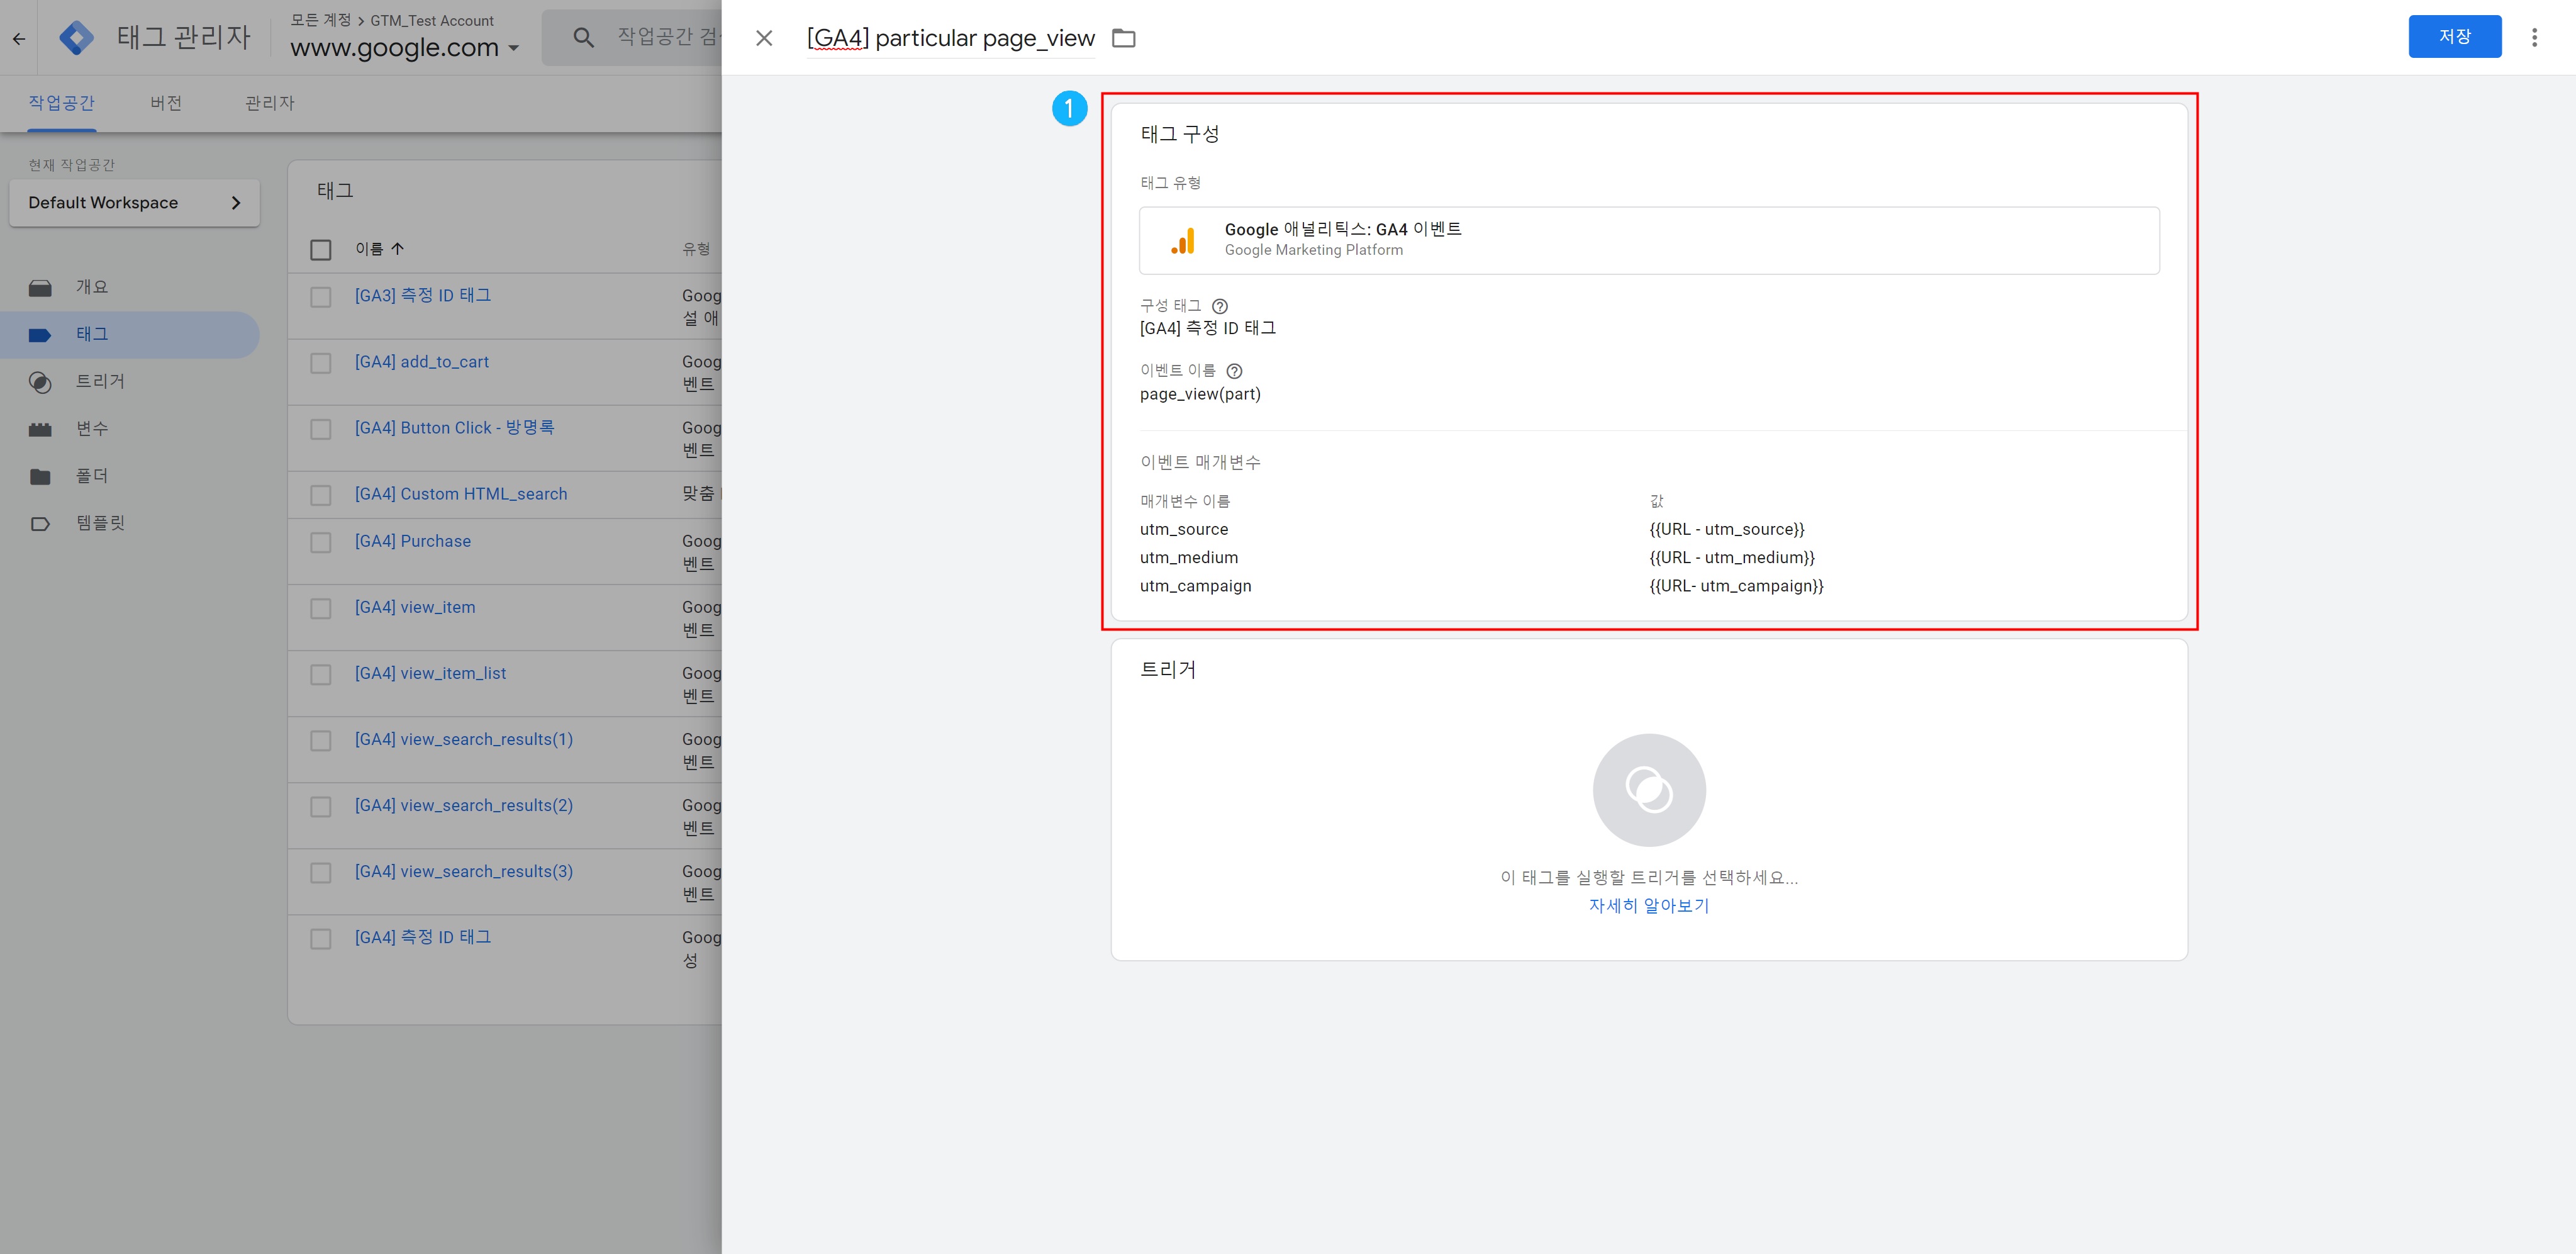 태그 관리자
모든 계정 > GTM_Test Account
www.google.com
작업공간 검
작업공간
버전
관리자
현재 작업공간
Default Workspace
개요
태그
트리거
변수
폴더
템플릿
태그
이름
유형
[GA3] 측정 ID 태그
Goog
설 애
[GA4] add_to_cart
Goog
벤트
[GA4] Button Click - 방명록
Goog
벤트
[GA4] Custom HTML_search
맞춤
[GA4] Purchase
Goog
벤트
[GA4] view_item
Goog
벤트
[GA4] view_item_list
Goog
벤트
[GA4] view_search_results(1)
Goog
벤트
[GA4] view_search_results(2)
Goog
벤트
[GA4] view_search_results(3)
Goog
벤트
[GA4] 측정 ID 태그
Goog
성
[GA4] particular page_view
저장
1
태그 구성
태그 유형
Google 애널리틱스: GA4 이벤트
Google Marketing Platform
구성 태그
[GA4] 측정 ID 태그
이벤트 이름
page_view(part)
이벤트 매개변수
매개변수 이름 값
utm_source {{URL - utm_source}}
utm_medium {{URL - utm_medium}}
utm_campaign {{URL- utm_campaign}}
트리거
이 태그를 실행할 트리거를 선택하세요...
자세히 알아보기